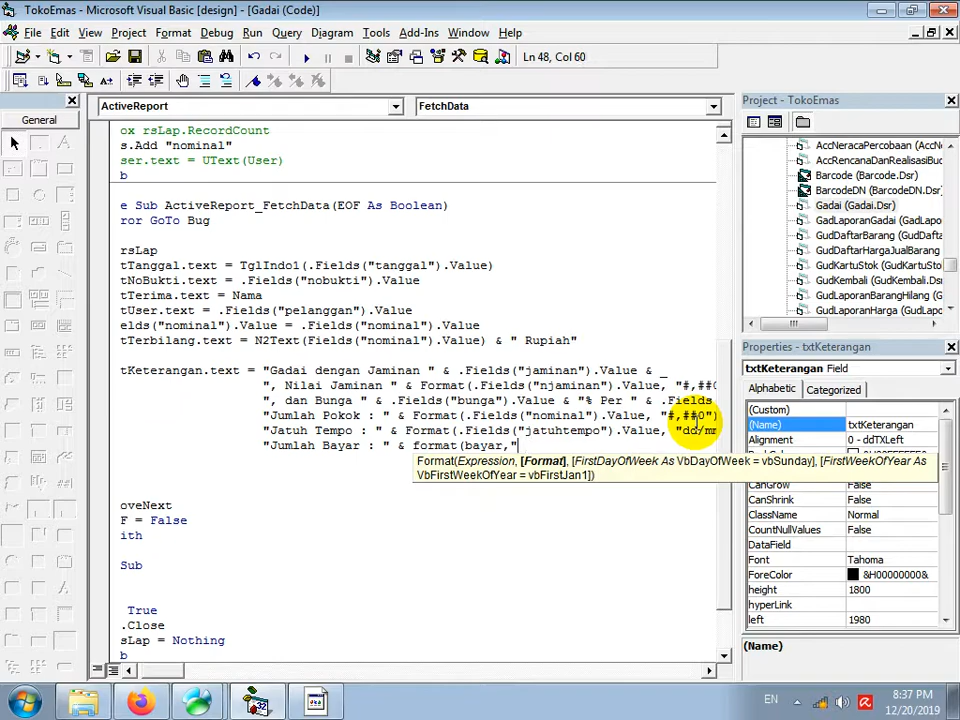 TokoEmas - Microsoft Visual Basic [design] - [Gadai (Code)]
File Edit View Project Format Debug Run Query Diagram Tools Add-Ins Window Help
Ln 48, Col 60
General
ActiveReport
FetchData
ox rsLap.RecordCount
s.Add "nominal"
ser.text = UText(User)
b
e Sub ActiveReport_FetchData(EOF As Boolean)
ror GoTo Bug
rsLap
tTanggal.text = TglIndo1(.Fields("tanggal").Value)
tNoBukti.text = .Fields("nobukti").Value
tTerima.text = Nama
tUser.text = .Fields("pelanggan").Value
elds("nominal").Value = .Fields("nominal").Value
tTerbilang.text = N2Text(Fields("nominal").Value) & " Rupiah"
tKeterangan.text = "Gadai dengan Jaminan " & .Fields("jaminan").Value & _
", Nilai Jaminan " & Format(.Fields("njaminan").Value, "#,##0
", dan Bunga " & .Fields("bunga").Value & "% Per " & .Fields
"Jumlah Pokok : " & Format(.Fields("nominal").Value, "#,##0")
"Jatuh Tempo : " & Format(.Fields("jatuhtempo").Value, "dd/mm
"Jumlah Bayar : " & format(bayar,"
Format(Expression, [Format], [FirstDayOfWeek As VbDayOfWeek = vbSunday], [FirstWeekOfYear As
VbFirstWeekOfYear = vbFirstJan1])
oveNext
F = False
ith
Sub
True
.Close
sLap = Nothing
b
Project - TokoEmas
AccNeracaPercobaan (AccNe
AccRencanaDanRealisasiBud
Barcode (Barcode.Dsr)
BarcodeDN (BarcodeDN.Dsr)
Gadai (Gadai.Dsr)
GadLaporanGadai (GadLapo
GudDaftarBarang (GudDafta
GudDaftarHargaJualBarang
GudKartuStok (GudKartuSto
GudKembali (GudKembali.Ds
GudLaporanBarangHilang (G
GudLaporanHarga (GudLapo
Properties - txtKeterangan
txtKeterangan Field
Alphabetic Categorized
(Custom)
(Name) txtKeterangan
Alignment 0 - ddTXLeft
CanGrow False
CanShrink False
ClassName Normal
CountNullValues False
DataField
Font Tahoma
ForeColor &H00000000&
height 1800
hyperLink
left 1980
top 620
(Name)
EN
8:37 PM
12/20/2019